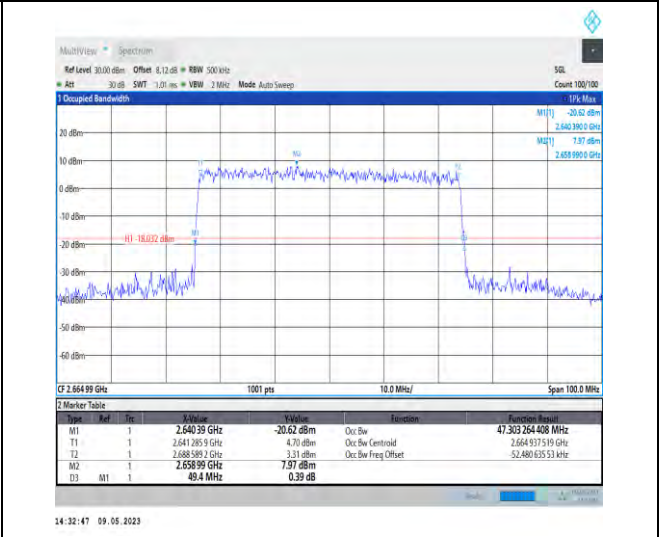 MultiView Spectrum
Ref Level 30.00 dBm Offset 8.12 dB RBW 500 kHz SGL
Att 30 dB SWT 1.01 ms VBW 2 MHz Mode Auto Sweep Count 100/100
1 Occupied Bandwidth 1Pk Max
M1[1] -20.62 dBm
2.640 390 0 GHz
M2[1] 7.97 dBm
2.658 990 0 GHz
20 dBm
10 dBm
0 dBm
-10 dBm
-20 dBm
-30 dBm
-40 dBm
-50 dBm
-60 dBm
M2
T1
T2
M1
H1 -18.032 dBm
CF 2.664 99 GHz 1001 pts 10.0 MHz/ Span 100.0 MHz
2 Marker Table
Type Ref Trc X-Value Y-Value Function Function Result
M1 1 2.640 39 GHz -20.62 dBm Occ Bw 47.303 264 408 MHz
T1 1 2.641 285 9 GHz 4.70 dBm Occ Bw Centroid 2.664 937 519 GHz
T2 1 2.688 589 2 GHz 3.31 dBm Occ Bw Freq Offset -52.480 635 53 kHz
M2 1 2.658 99 GHz 7.97 dBm
D3 M1 1 49.4 MHz 0.39 dB
14:32:47 09.05.2023